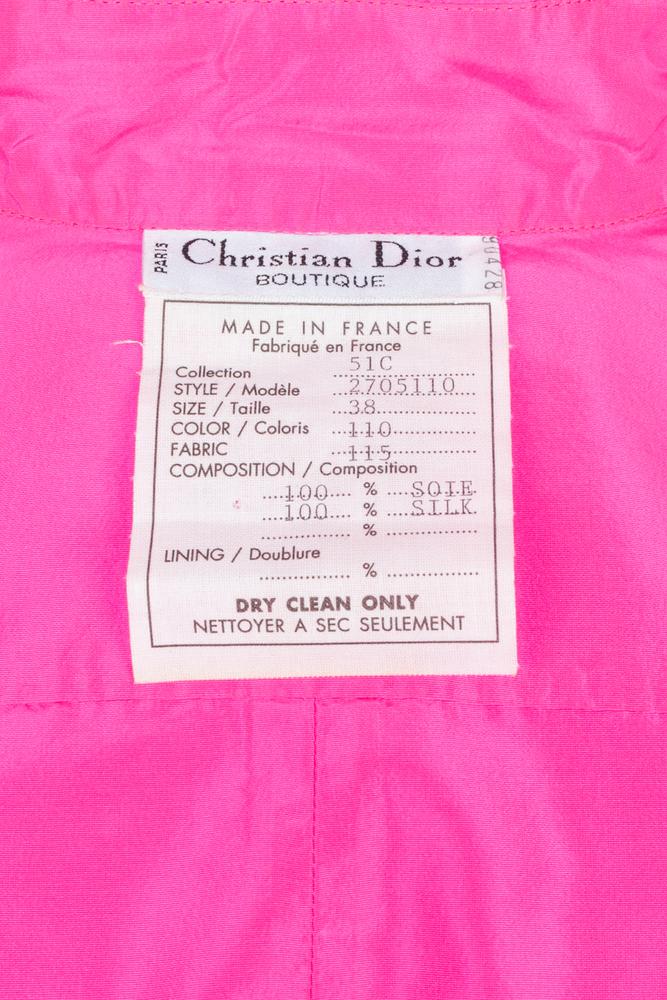 PARIS
Christian Dior
BOUTIQUE
90428
MADE IN FRANCE
Fabriqué en France
Collection 51C
STYLE / Modèle 2705110
SIZE / Taille 38
COLOR / Coloris 110
FABRIC 115
COMPOSITION / Composition
100 % SOIE
100 % SILK
%
LINING / Doublure
%
DRY CLEAN ONLY
NETTOYER A SEC SEULEMENT